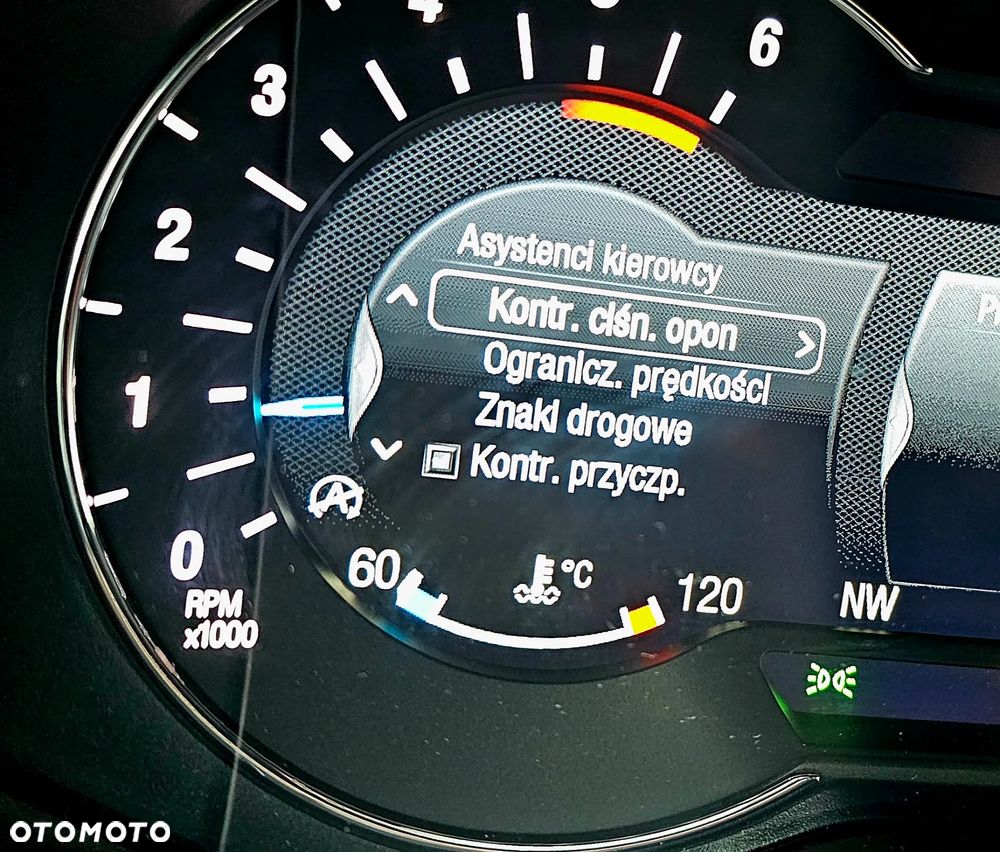 4
6
3
2
1
0
RPM
x1000
Asystenci kierowcy
Kontr. ciśn. opon
Ogranicz. prędkości
Znaki drogowe
Kontr. przyczp.
A
60
°C
120
NW
OTOMOTO